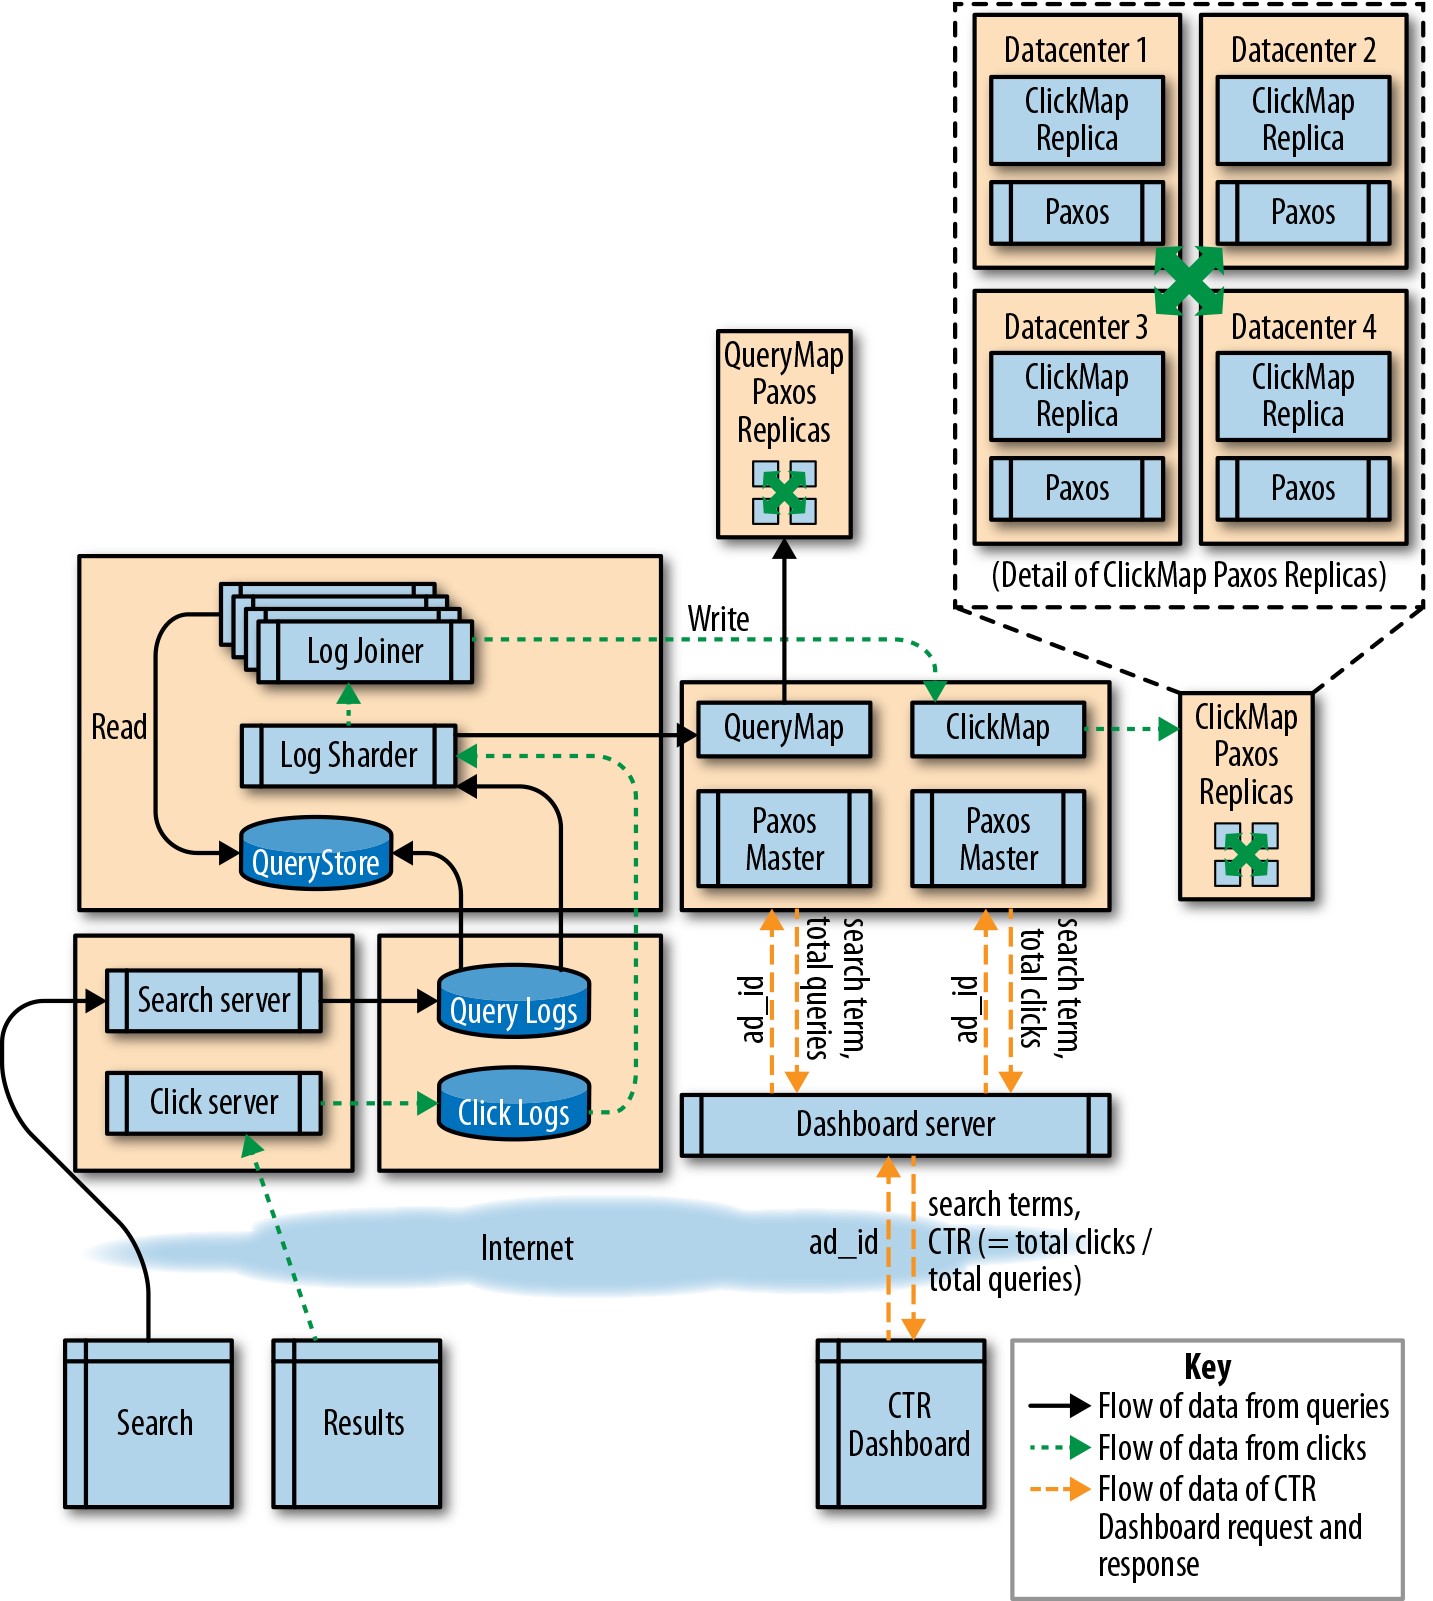 Datacenter 1
ClickMap
Replica
Paxos
Datacenter 2
ClickMap
Replica
Paxos
Datacenter 3
ClickMap
Replica
Paxos
Datacenter 4
ClickMap
Replica
Paxos
(Detail of ClickMap Paxos Replicas)
QueryMap
Paxos
Replicas
Write
Log Joiner
Read
Log Sharder
QueryStore
QueryMap
ClickMap
Paxos
Master
Paxos
Master
ClickMap
Paxos
Replicas
Search server
Click server
Query Logs
Click Logs
ad_id
search term,
total queries
ad_id
search term,
total clicks
Dashboard server
Internet
ad_id
search terms,
CTR (= total clicks /
total queries)
Search
Results
CTR
Dashboard
Key
Flow of data from queries
Flow of data from clicks
Flow of data of CTR
Dashboard request and
response